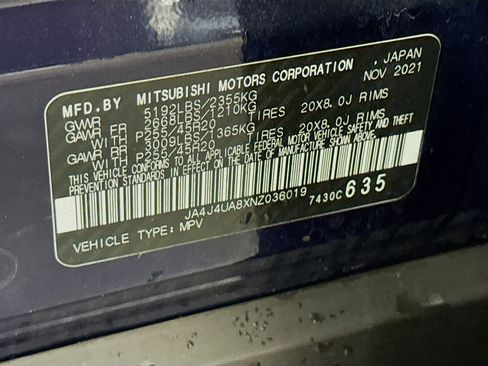 MFD.BY MITSUBISHI MOTORS CORPORATION , JAPAN
NOV 2021
GVWR 5192LBS/2355KG
GAWR FR 2668LBS/1210KG
WITH P255/45R20 TIRES 20X8.0J RIMS
GAWR RR 3009LBS/1365KG
WITH P255/45R20 TIRES 20X8.0J RIMS
THIS VEHICLE CONFORMS TO ALL APPLICABLE FEDERAL MOTOR VEHICLE SAFETY, BUMPER, AND THEFT
PREVENTION STANDARDS IN EFFECT ON THE DATE OF MANUFACTURE SHOWN ABOVE.
JA4J4UA8XNZ036019
7430C635
VEHICLE TYPE: MPV